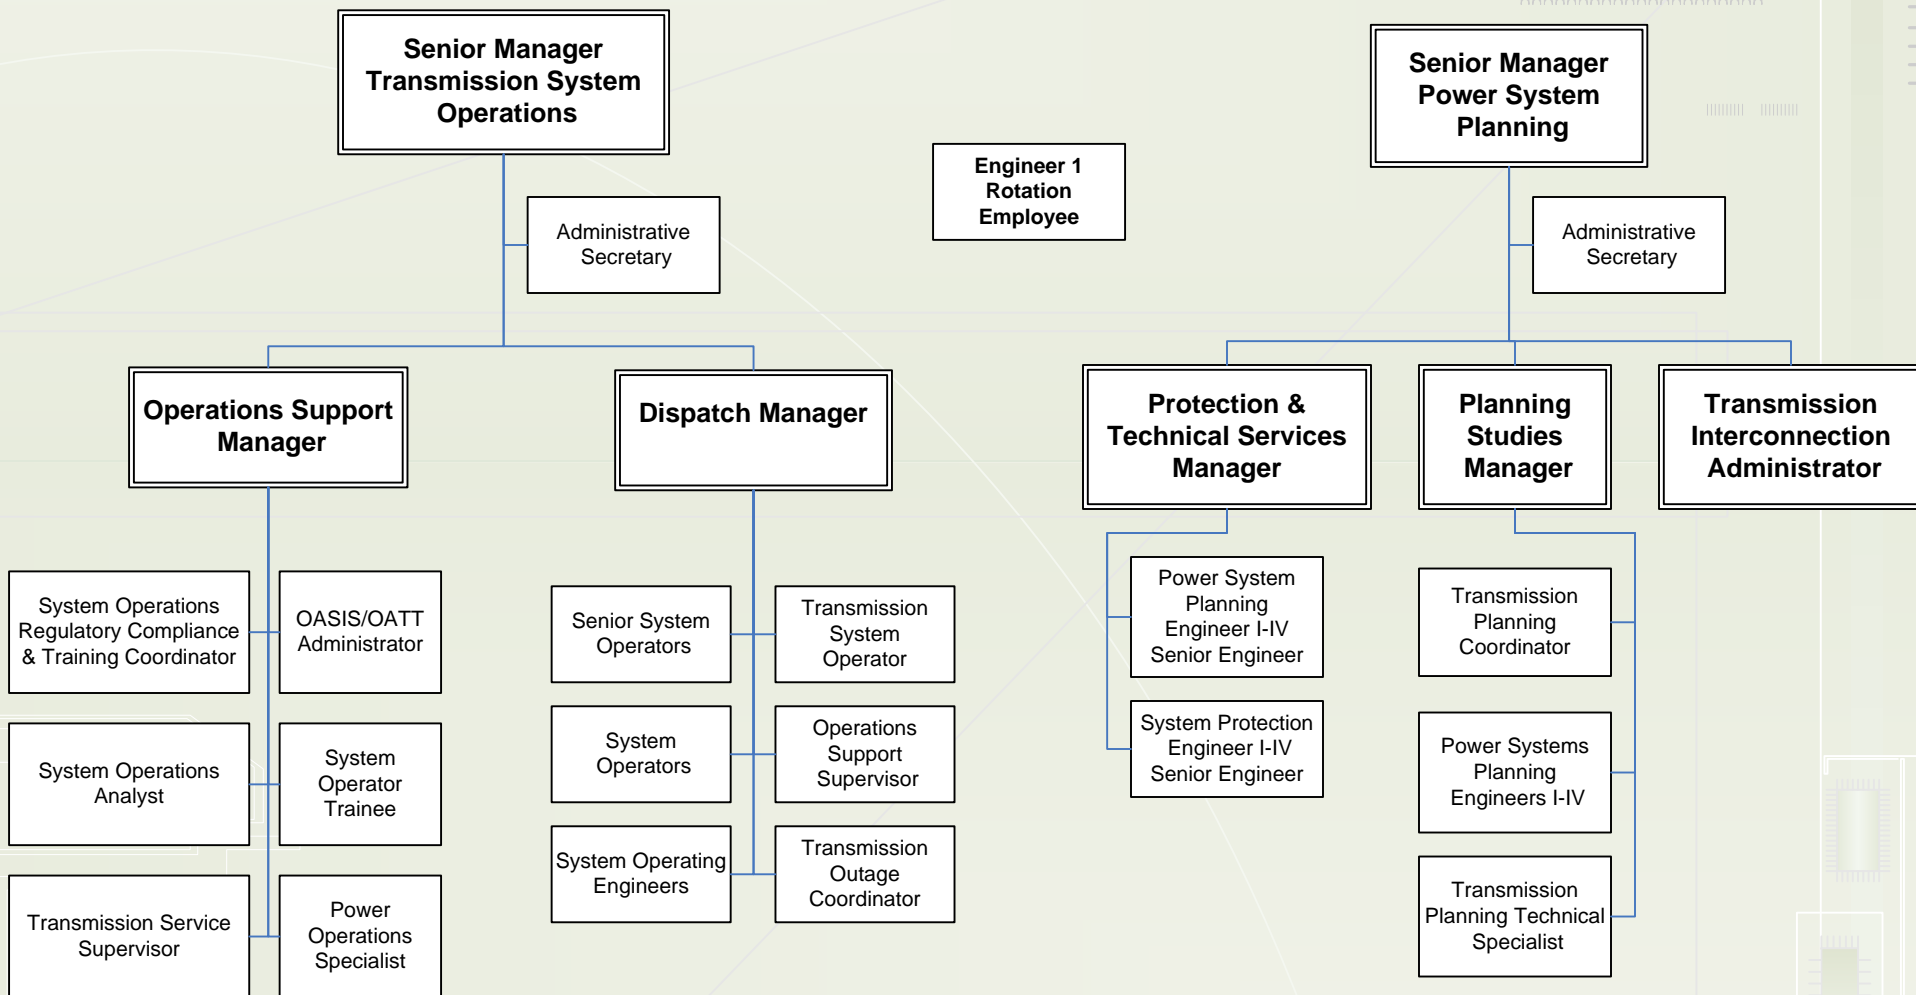 Senior Manager
Transmission System
Operations
Senior Manager
Power System
Planning
Engineer 1
Rotation
Employee
Administrative
Secretary
Administrative
Secretary
Operations Support
Manager
Dispatch Manager
Protection &
Technical Services
Manager
Planning
Studies
Manager
Transmission
Interconnection
Administrator
System Operations
Regulatory Compliance
& Training Coordinator
OASIS/OATT
Administrator
System Operations
Analyst
System
Operator
Trainee
Transmission Service
Supervisor
Power
Operations
Specialist
Senior System
Operators
Transmission
System
Operator
System
Operators
Operations
Support
Supervisor
System Operating
Engineers
Transmission
Outage
Coordinator
Power System
Planning
Engineer I-IV
Senior Engineer
System Protection
Engineer I-IV
Senior Engineer
Transmission
Planning
Coordinator
Power Systems
Planning
Engineers I-IV
Transmission
Planning Technical
Specialist